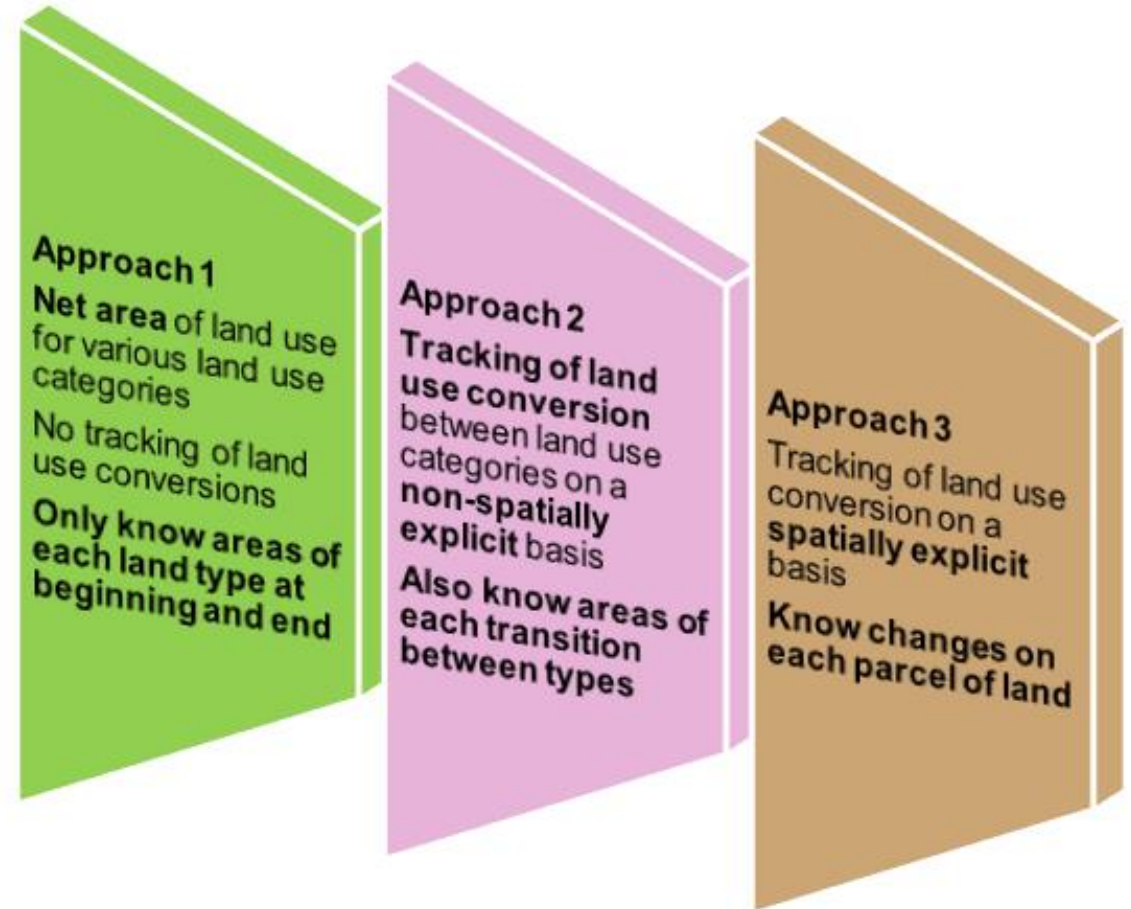 Approach 1
Net area of land use
for various land use
categories
No tracking of land
use conversions
Only know areas of
each land type at
beginning and end
Approach 2
Tracking of land
use conversion
between land use
categories on a
non-spatially
explicit basis
Also know areas of
each transition
between types
Approach 3
Tracking of land use
conversion on a
spatially explicit
basis
Know changes on
each parcel of land